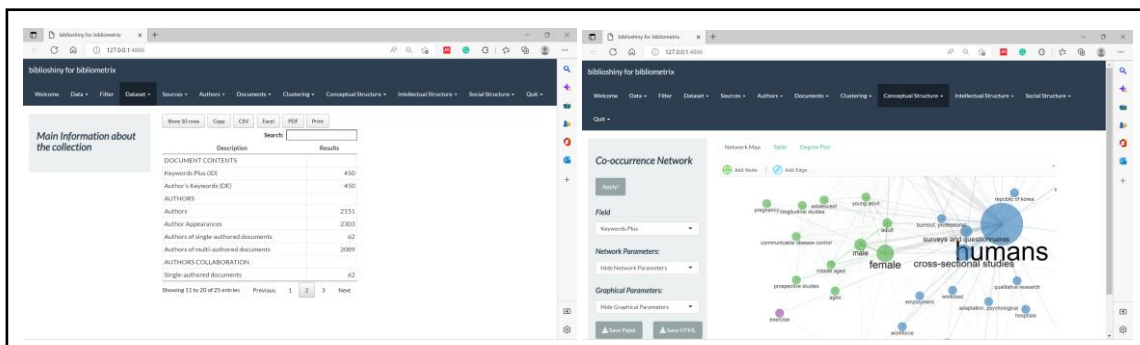 biblioshiny for bibliometrix
127.0.0.1:4886
biblioshiny for bibliometrix
Welcome Data Filter Dataset Sources Authors Documents Clustering Conceptual Structure Intellectual Structure Social Structure Quit
Main Information about
the collection
Show 10 rows Copy CSV Excel PDF Print
Search:
Description Results
DOCUMENT CONTENTS
Keywords Plus (ID) 450
Author's Keywords (DE) 450
AUTHORS
Authors 2151
Author Appearances 2303
Authors of single-authored documents 62
Authors of multi-authored documents 2089
AUTHORS COLLABORATION
Single-authored documents 62
Showing 11 to 20 of 25 entries Previous 1 2 3 Next
biblioshiny for bibliometrix
127.0.0.1:4886
biblioshiny for bibliometrix
Welcome Data Filter Dataset Sources Authors Documents Clustering Conceptual Structure Intellectual Structure Social Structure
Quit
Co-occurrence Network
Apply!
Field
Keywords Plus
Network Parameters:
Hide Network Parameters
Graphical Parameters:
Hide Graphical Parameters
Save Pajek Save HTML
Network Map Table Degree Plot
Add Node Add Edge
republic of korea
adolescent
young adult
pregnancy
longitudinal studies
burnout, professional
adult
surveys and questionnaires
communicable disease control
humans
male
female
cross-sectional studies
middle aged
prospective studies
qualitative research
aged
employment
workload
adaptation, psychological
hospitals
exercise
workforce